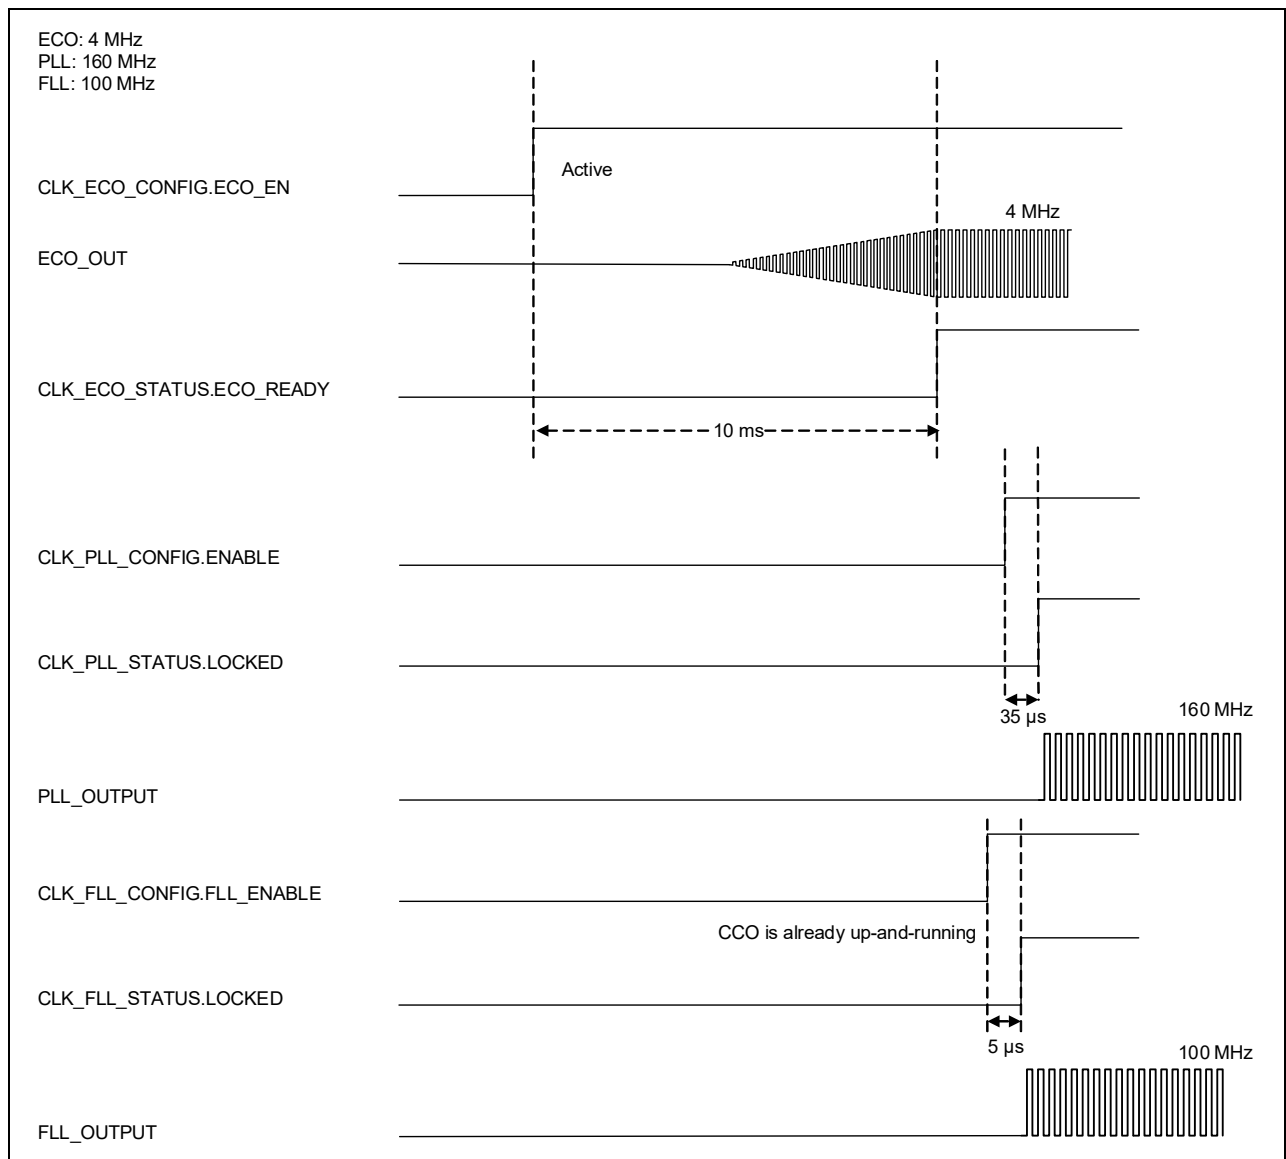 ECO: 4 MHz
PLL: 160 MHz
FLL: 100 MHz
Active
CLK_ECO_CONFIG.ECO_EN
4 MHz
ECO_OUT
CLK_ECO_STATUS.ECO_READY
10 ms
CLK_PLL_CONFIG.ENABLE
CLK_PLL_STATUS.LOCKED
35 µs
160 MHz
PLL_OUTPUT
CLK_FLL_CONFIG.FLL_ENABLE
CCO is already up-and-running
CLK_FLL_STATUS.LOCKED
5 µs
100 MHz
FLL_OUTPUT